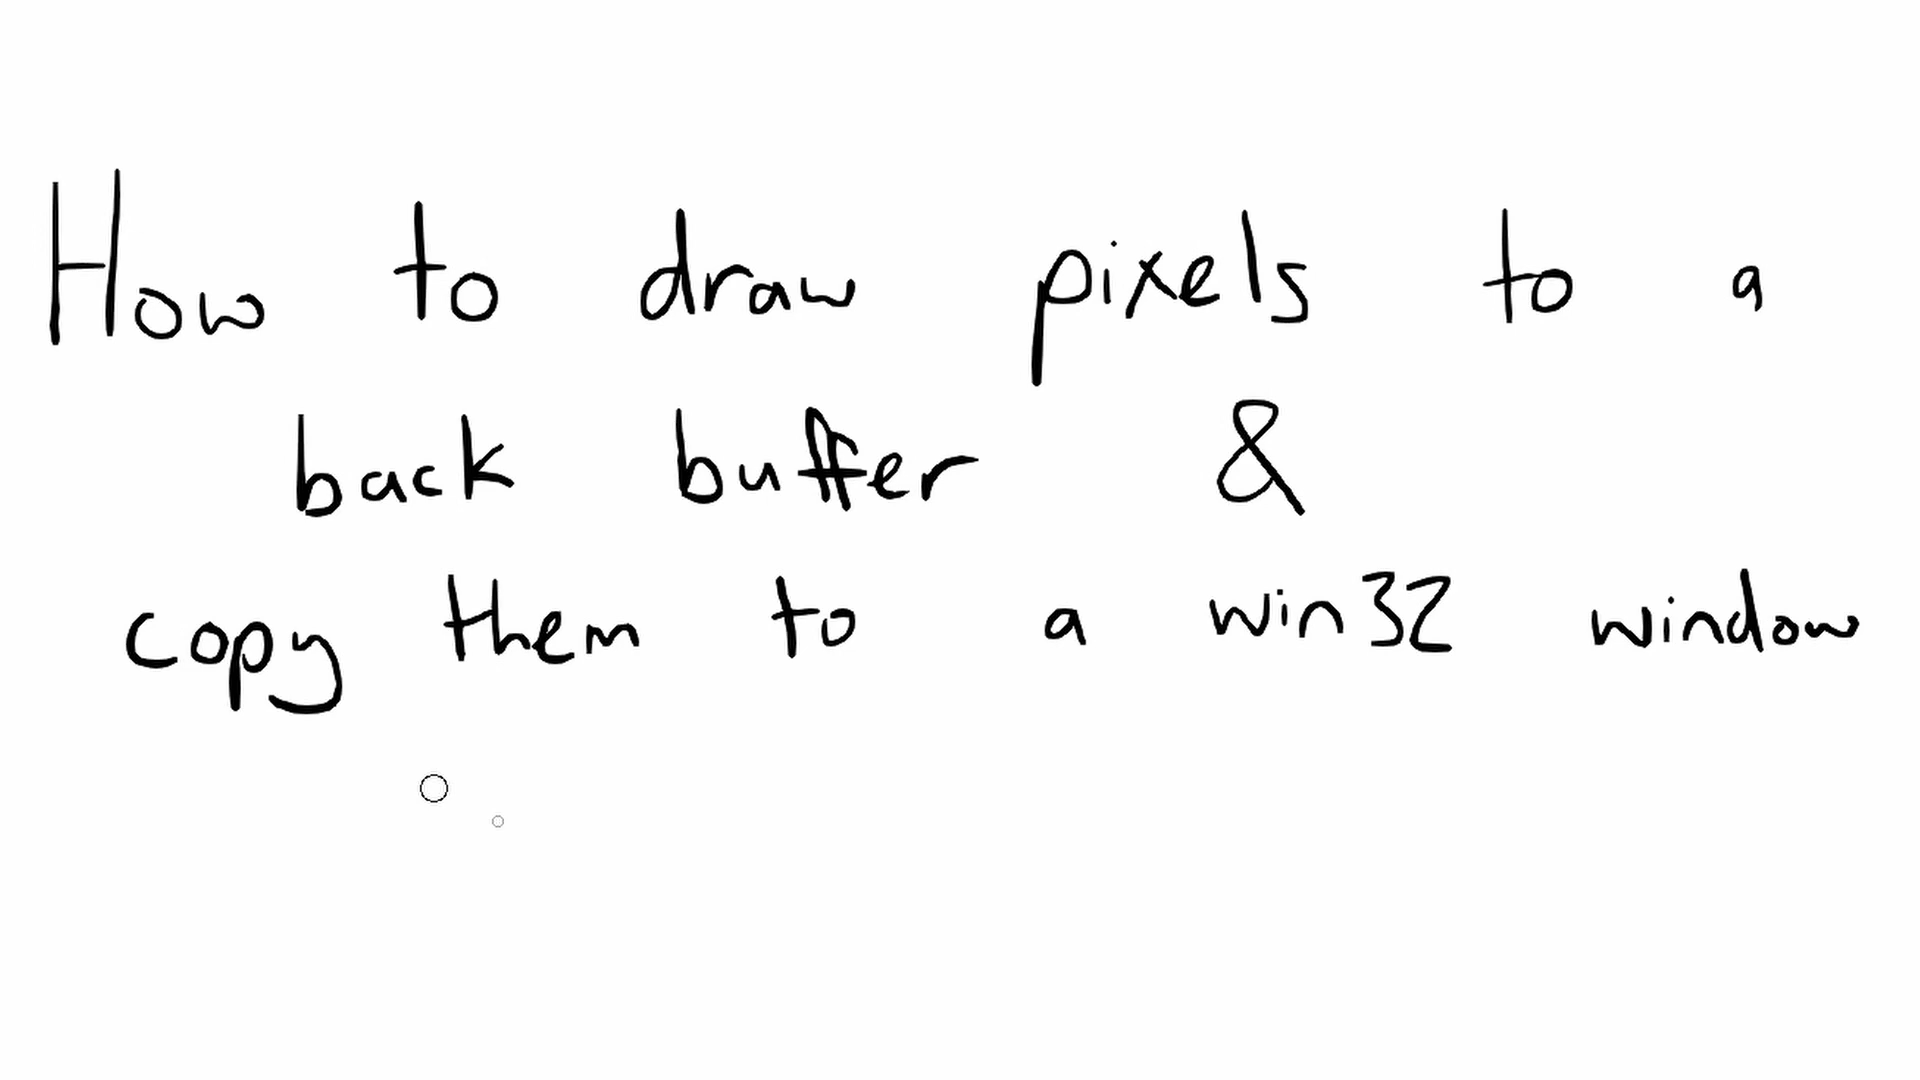 How to draw pixels to a
back buffer &
copy them to a win32 window